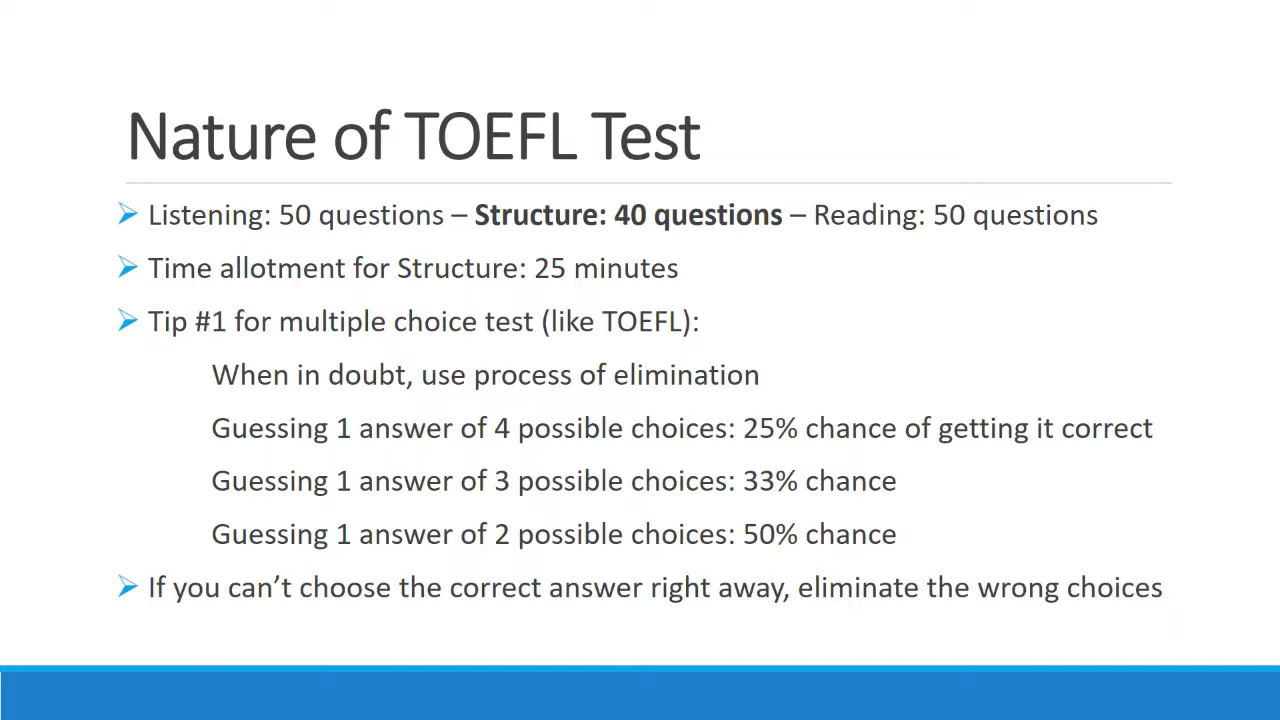 Nature of TOEFL Test
Listening: 50 questions – Structure: 40 questions – Reading: 50 questions
Time allotment for Structure: 25 minutes
Tip #1 for multiple choice test (like TOEFL):
When in doubt, use process of elimination
Guessing 1 answer of 4 possible choices: 25% chance of getting it correct
Guessing 1 answer of 3 possible choices: 33% chance
Guessing 1 answer of 2 possible choices: 50% chance
If you can’t choose the correct answer right away, eliminate the wrong choices